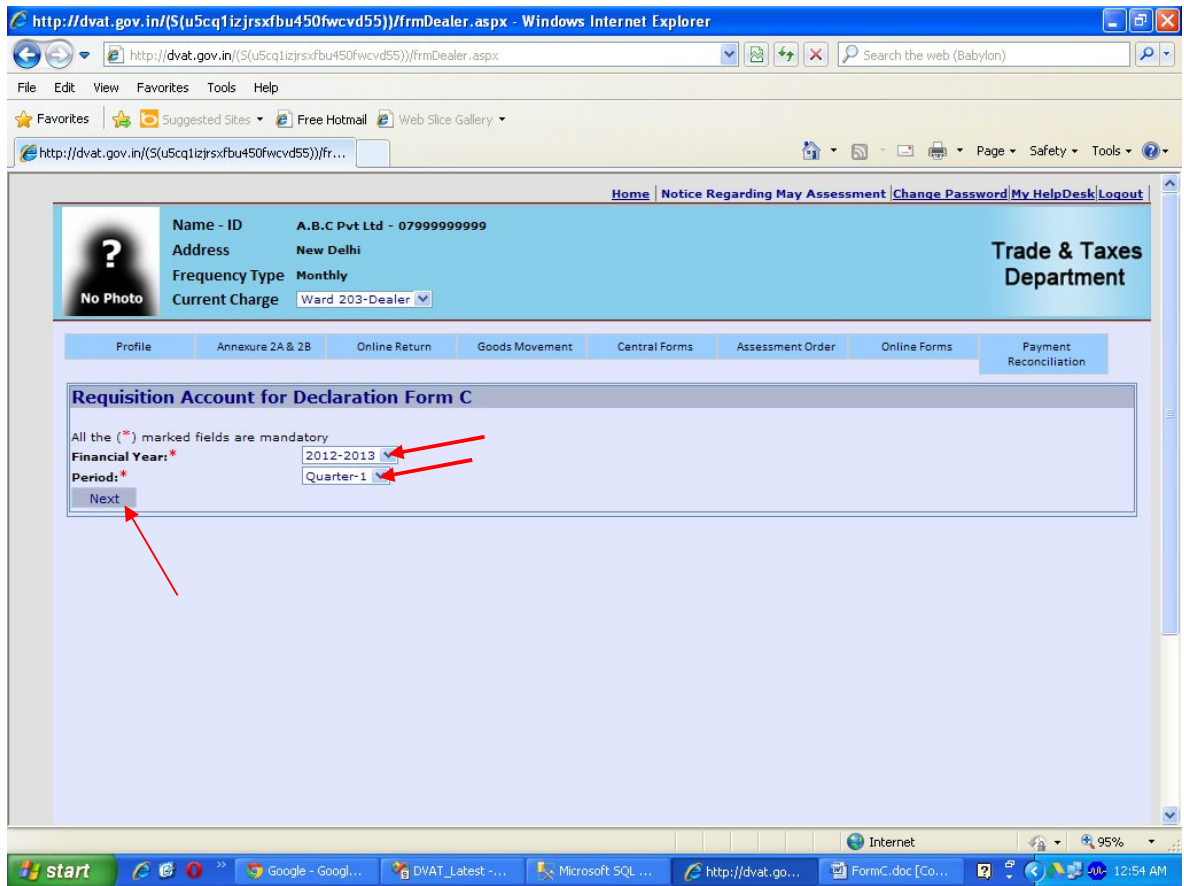 http://dvat.gov.in/(S(u5cq1izjrsxfbu450fwcvd55))/frmDealer.aspx - Windows Internet Explorer
http://dvat.gov.in/(S(u5cq1izjrsxfbu450fwcvd55))/frmDealer.aspx
Search the web (Babylon)
File Edit View Favorites Tools Help
Favorites Suggested Sites Free Hotmail Web Slice Gallery
http://dvat.gov.in/(S(u5cq1izjrsxfbu450fwcvd55))/fr... Page Safety Tools
Home | Notice Regarding May Assessment |Change Password|My HelpDesk|Logout |
Name - ID A.B.C Pvt Ltd - 07999999999
Address New Delhi
Frequency Type Monthly
Current Charge Ward 203-Dealer
?
No Photo
Trade & Taxes
Department
Profile Annexure 2A & 2B Online Return Goods Movement Central Forms Assessment Order Online Forms Payment
Reconciliation
Requisition Account for Declaration Form C
All the (*) marked fields are mandatory
Financial Year:* 2012-2013
Period:* Quarter-1
Next
Internet 95%
start Google - Googl... DVAT_Latest -... Microsoft SQL ... http://dvat.go... FormC.doc [Co... 12:54 AM